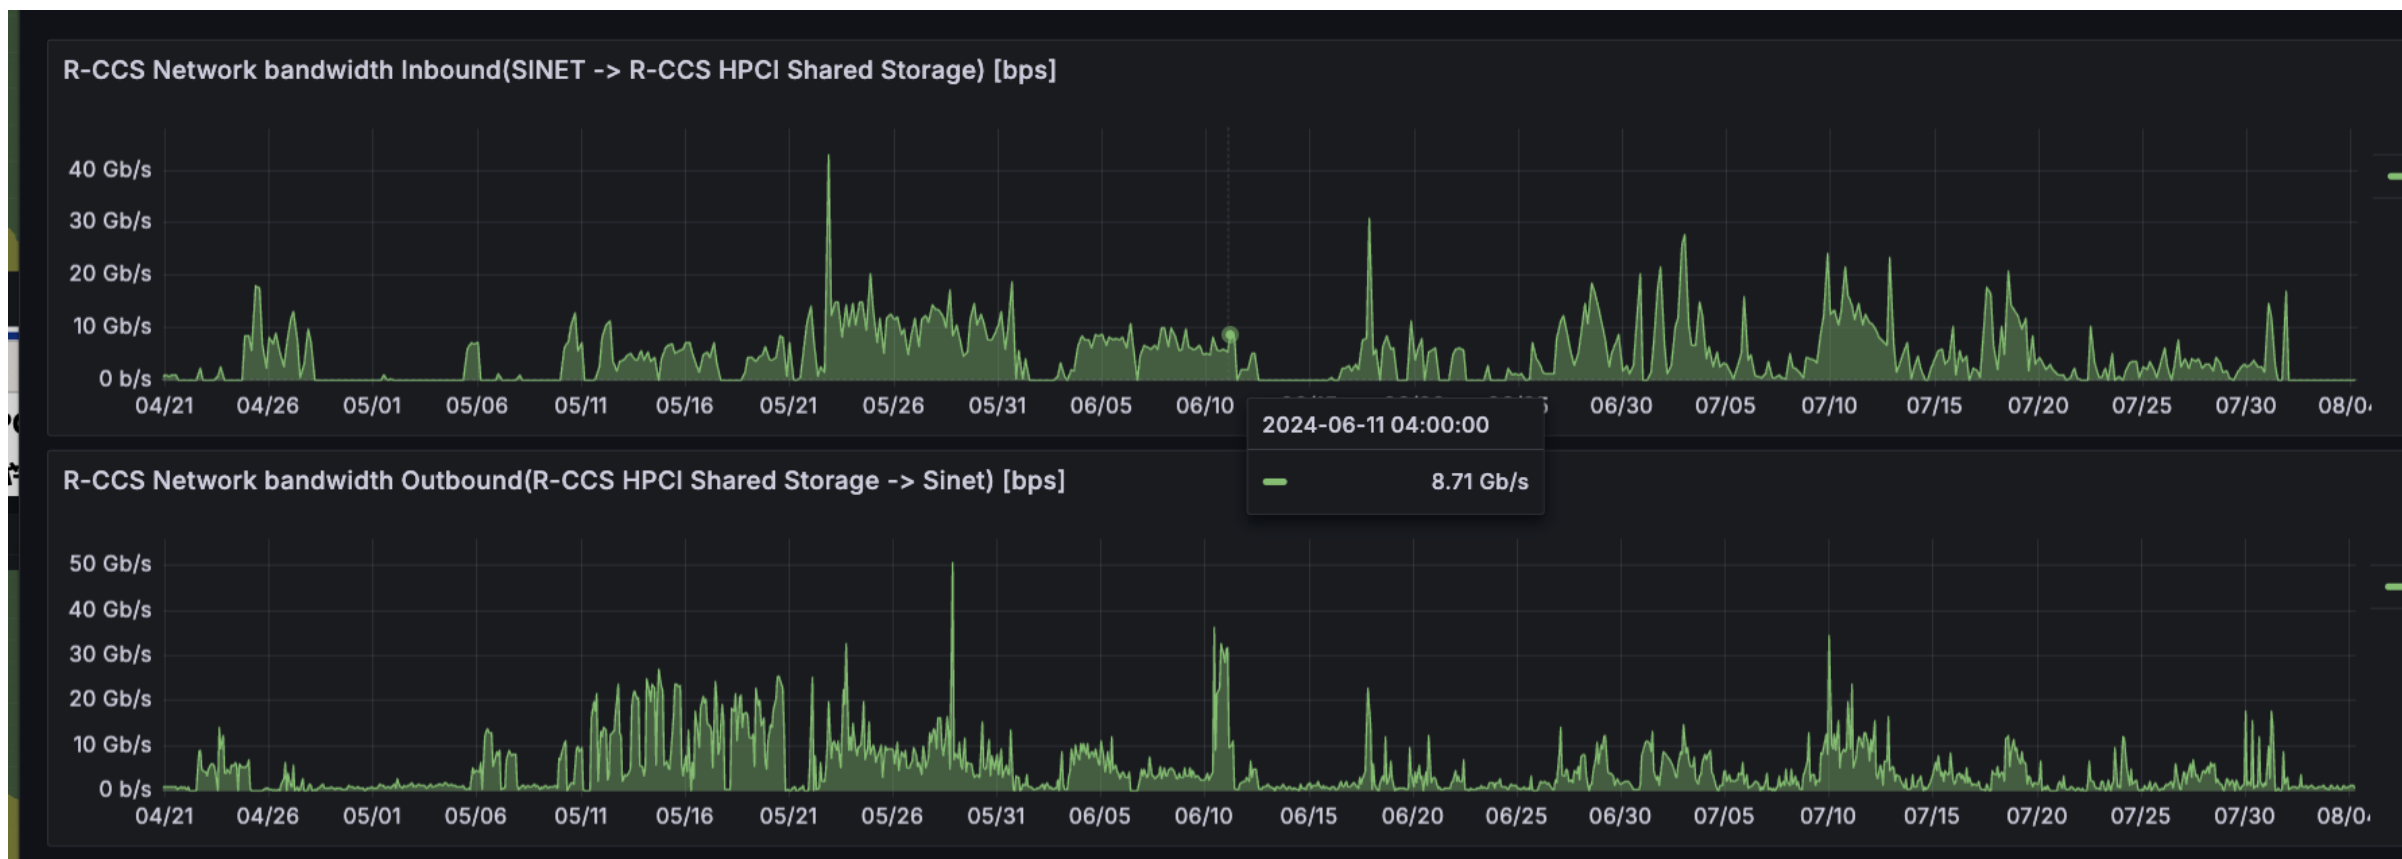 R-CCS Network bandwidth Inbound(SINET -> R-CCS HPCI Shared Storage) [bps]
40 Gb/s
30 Gb/s
20 Gb/s
10 Gb/s
0 b/s
04/21 04/26 05/01 05/06 05/11 05/16 05/21 05/26 05/31 06/05 06/10 06/30 07/05 07/10 07/15 07/20 07/25 07/30 08/04
2024-06-11 04:00:00
8.71 Gb/s
R-CCS Network bandwidth Outbound(R-CCS HPCI Shared Storage -> Sinet) [bps]
50 Gb/s
40 Gb/s
30 Gb/s
20 Gb/s
10 Gb/s
0 b/s
04/21 04/26 05/01 05/06 05/11 05/16 05/21 05/26 05/31 06/05 06/10 06/15 06/20 06/25 06/30 07/05 07/10 07/15 07/20 07/25 07/30 08/04